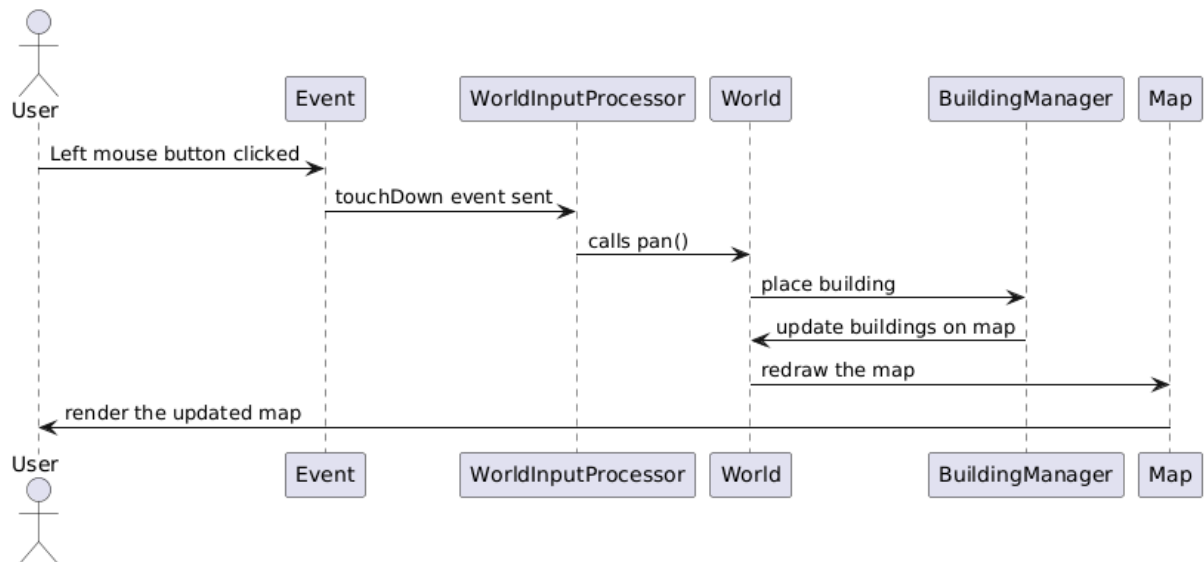 User
Event
WorldInputProcessor
World
BuildingManager
Map
Left mouse button clicked
touchDown event sent
calls pan()
place building
update buildings on map
redraw the map
render the updated map
User
Event
WorldInputProcessor
World
BuildingManager
Map